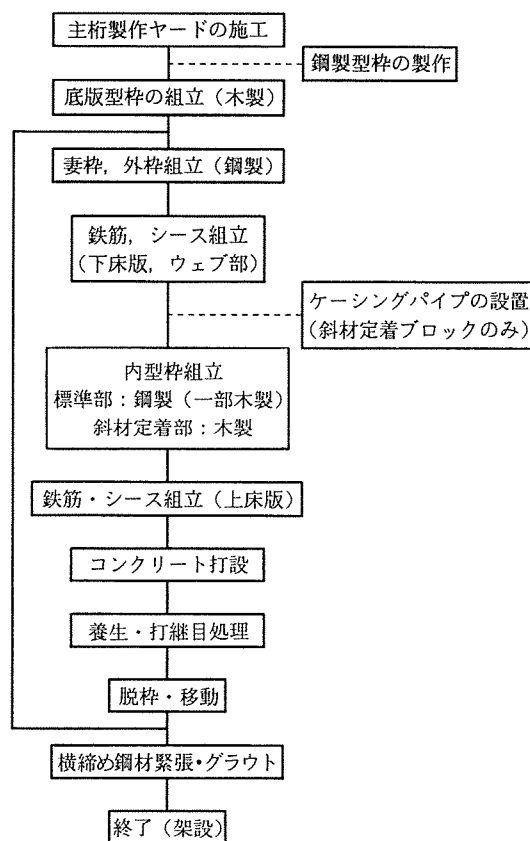 主桁製作ヤードの施工
鋼製型枠の製作
底版型枠の組立(木製)
妻枠,外枠組立(鋼製)
鉄筋,シース組立
(下床版,ウェブ部)
ケーシングパイプの設置
(斜材定着ブロックのみ)
内型枠組立
標準部:鋼製(一部木製)
斜材定着部:木製
鉄筋・シース組立(上床版)
コンクリート打設
養生・打継目処理
脱枠・移動
横締め鋼材緊張・グラウト
終了(架設)